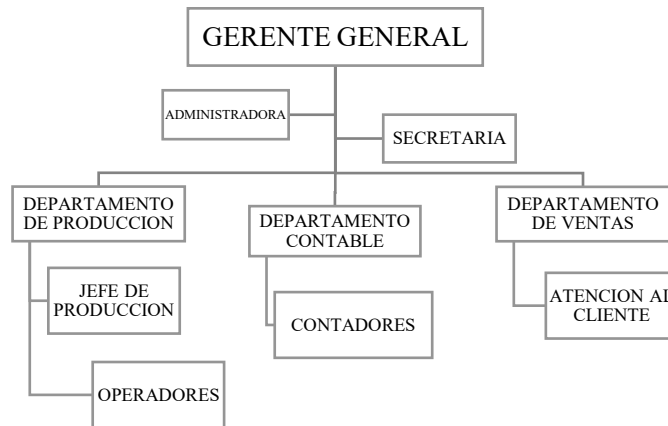 GERENTE GENERAL
ADMINISTRADORA
SECRETARIA
DEPARTAMENTO
DE PRODUCCION
DEPARTAMENTO
CONTABLE
DEPARTAMENTO
DE VENTAS
JEFE DE
PRODUCCION
CONTADORES
ATENCION AL
CLIENTE
OPERADORES